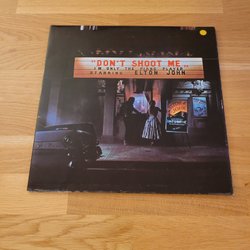 "DON'T SHOOT ME
I'M ONLY THE PIANO PLAYER"
STARRING ELTON JOHN